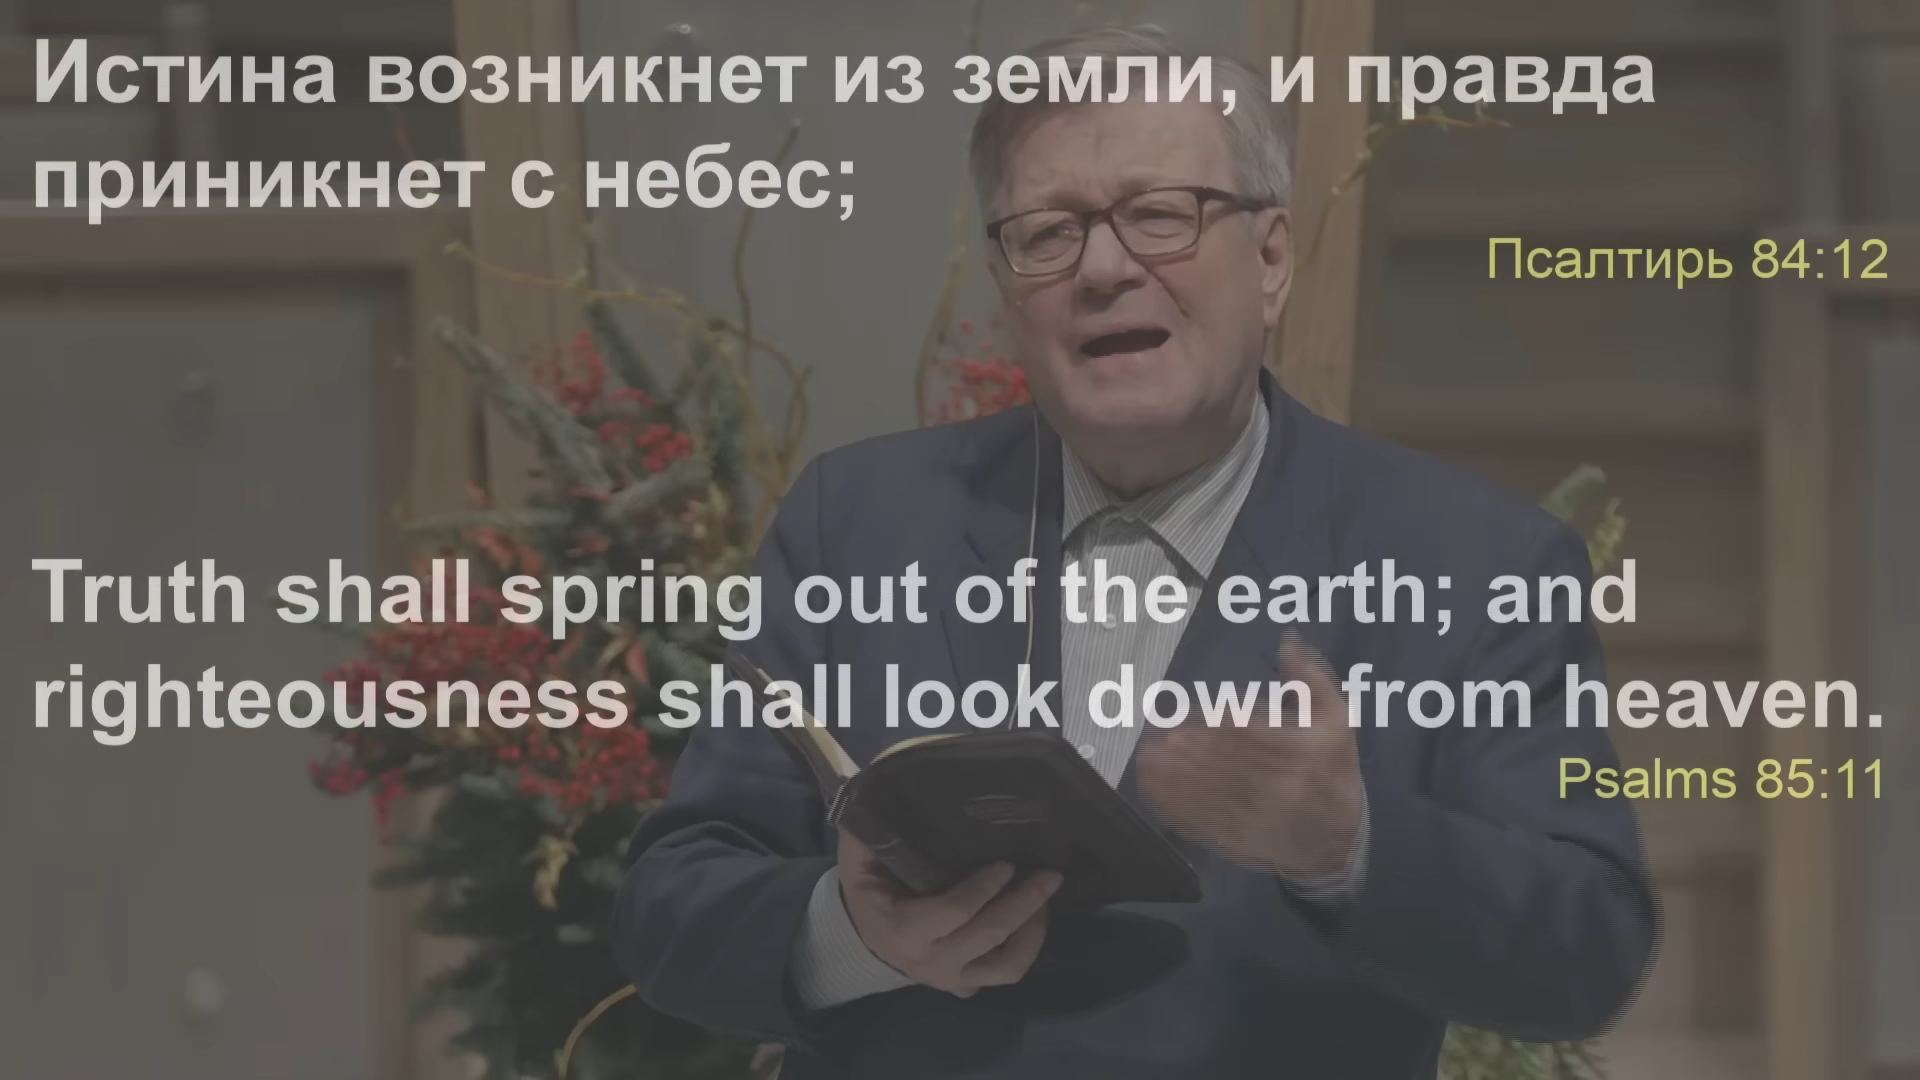 Истина возникнет из земли, и правда
приникнет с небес;
Псалтирь 84:12
Truth shall spring out of the earth; and
righteousness shall look down from heaven.
Psalms 85:11